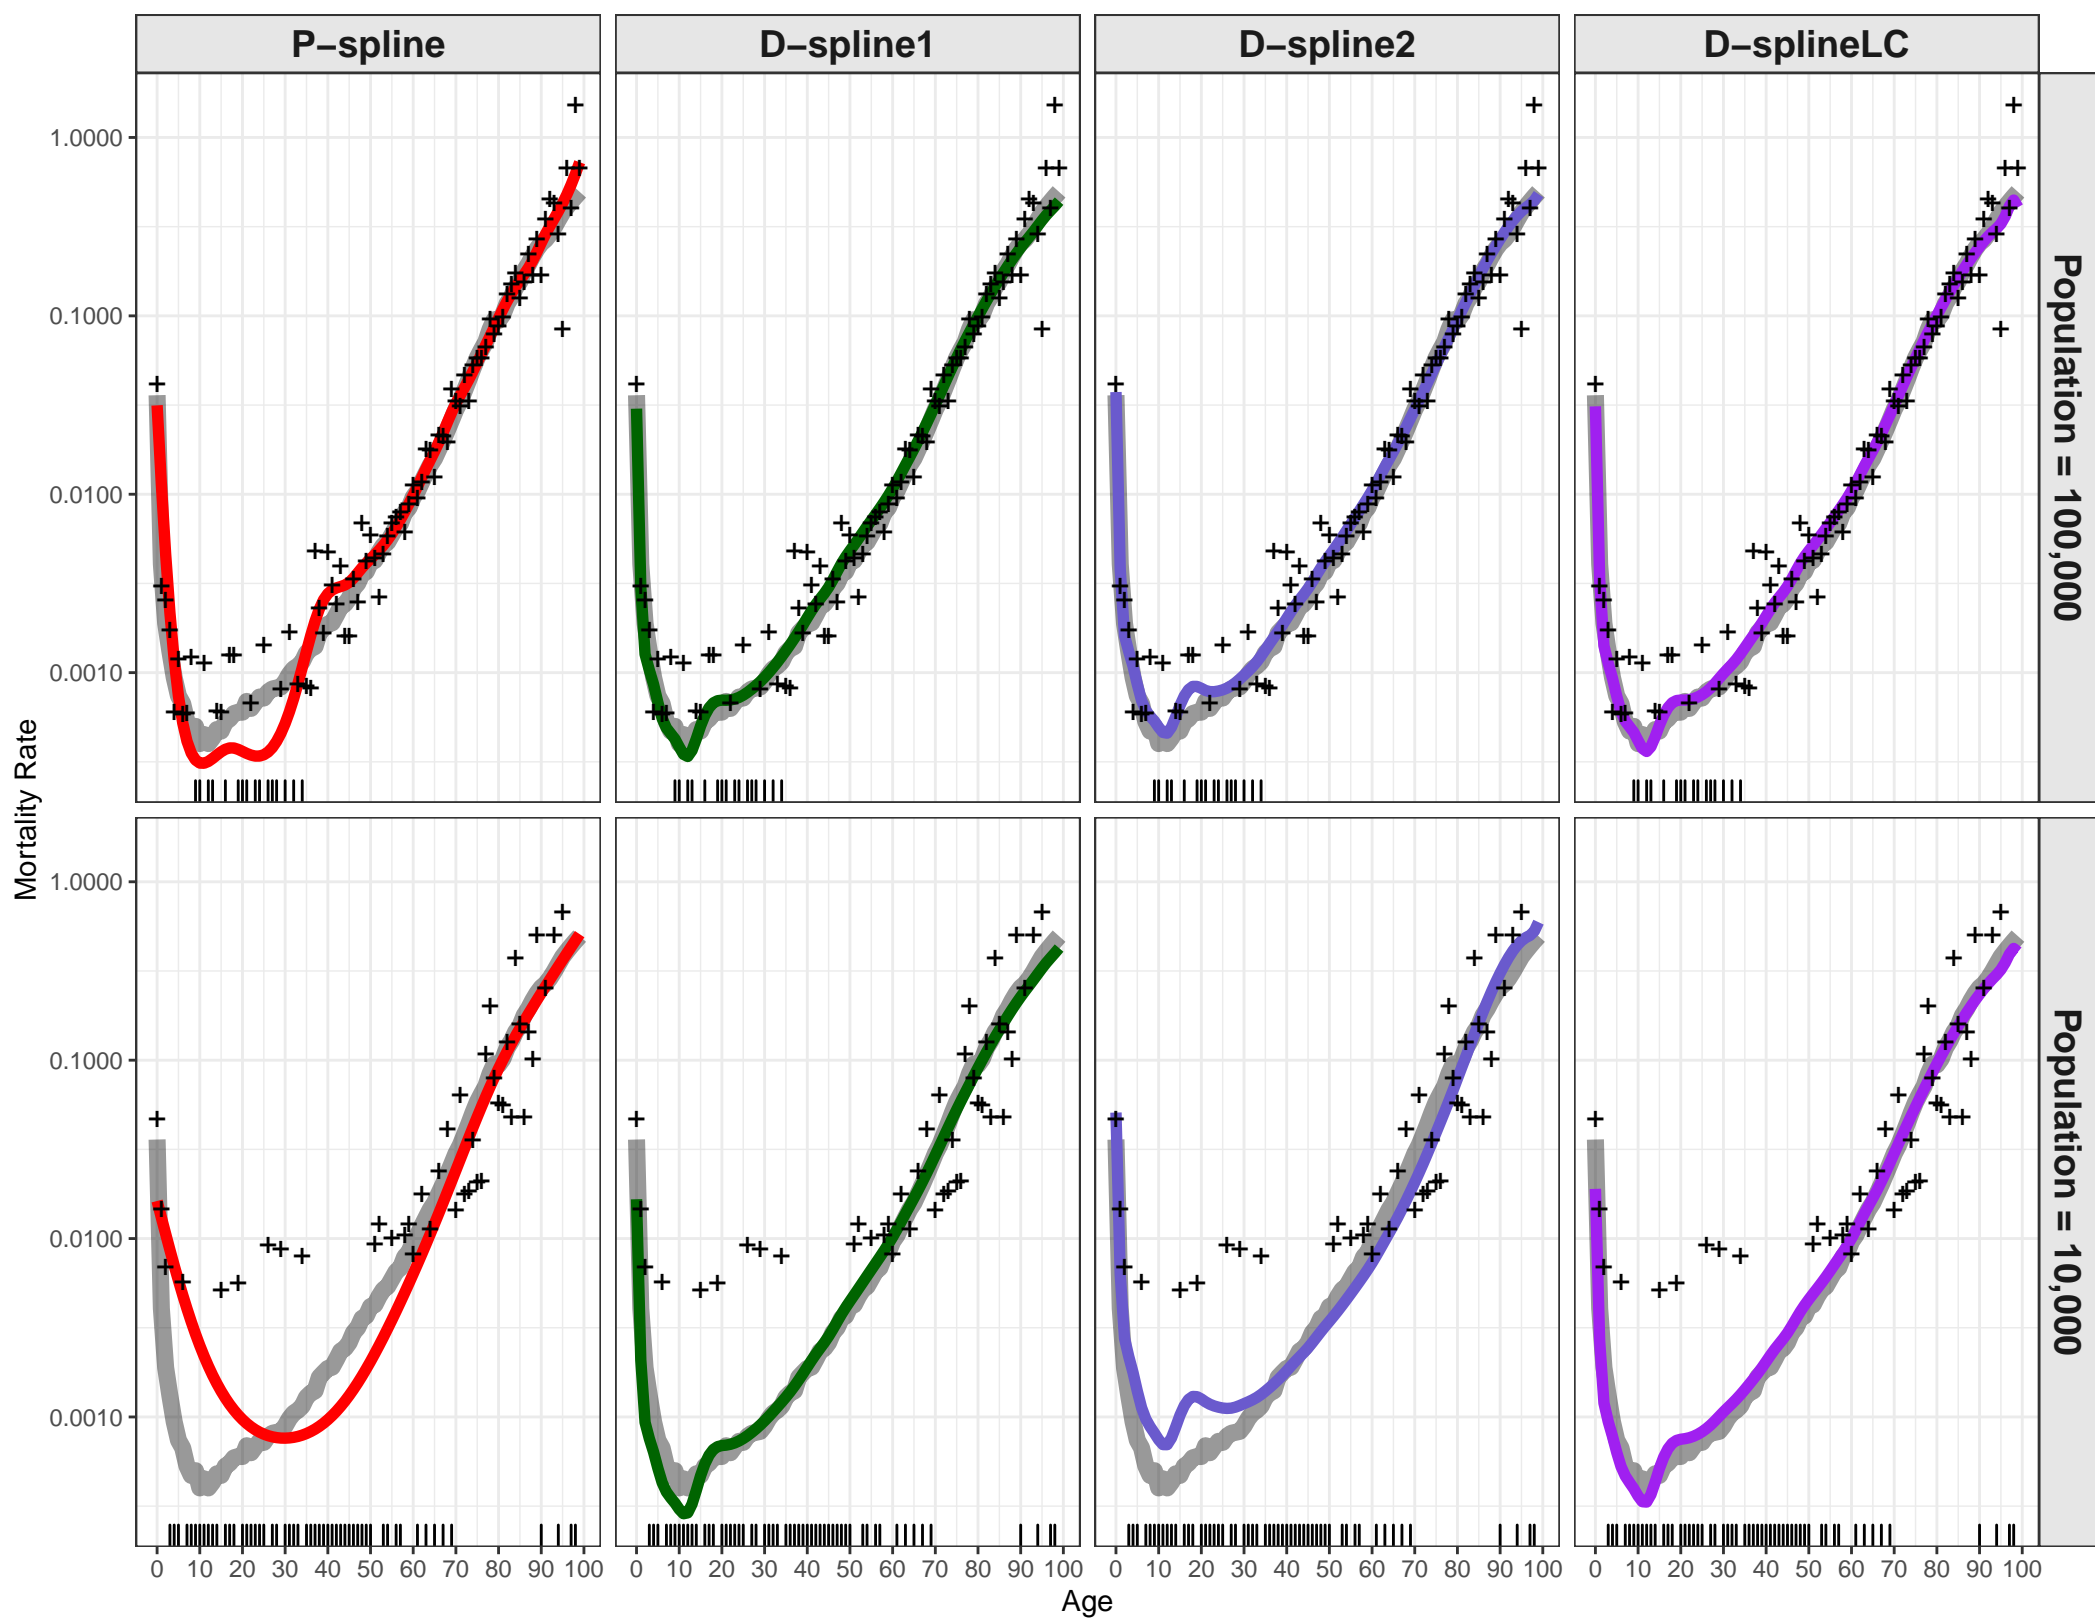 P−spline D−spline1 D−spline2 D−splineLC
1.0000
0.1000
0.0100
0.0010
Population = 100,000
Mortality Rate
1.0000
0.1000
0.0100
0.0010
Population = 10,000
0 10 20 30 40 50 60 70 80 90 100 0 10 20 30 40 50 60 70 80 90 100 0 10 20 30 40 50 60 70 80 90 100 0 10 20 30 40 50 60 70 80 90 100
Age